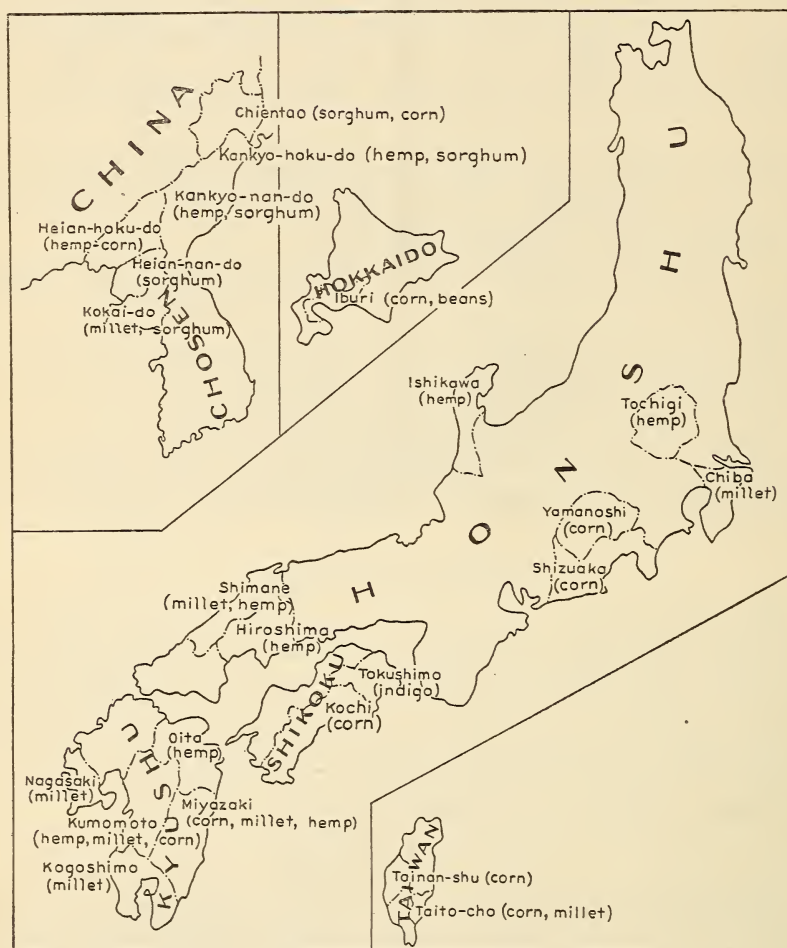 CHINA
Chientao (sorghum, corn)
Kankyo-hoku-do (hemp, sorghum)
Kankyo-nan-do
(hemp, sorghum)
Heian-hoku-do
(hemp-corn)
Heian-nan-do
(sorghum)
Kokai-do
(millet, sorghum)
CHOSEN
HOKKAIDO
Iburi (corn, beans)
HONSHU
Ishikawa
(hemp)
Tochigi
(hemp)
Chiba
(millet)
Yamanoshi
(corn)
Shizuaka
(corn)
Shimane
(millet, hemp)
Hiroshima
(hemp)
SHIKOKU
Tokushimo
(indigo)
Kochi
(corn)
KYUSHU
Oita
(hemp)
Nagasaki
(millet)
Miyazaki
(corn, millet, hemp)
Kumomoto
(hemp, millet, corn)
Kogoshimo
(millet)
TAIWAN
Tainan-shu (corn)
Taito-cho (corn, millet)